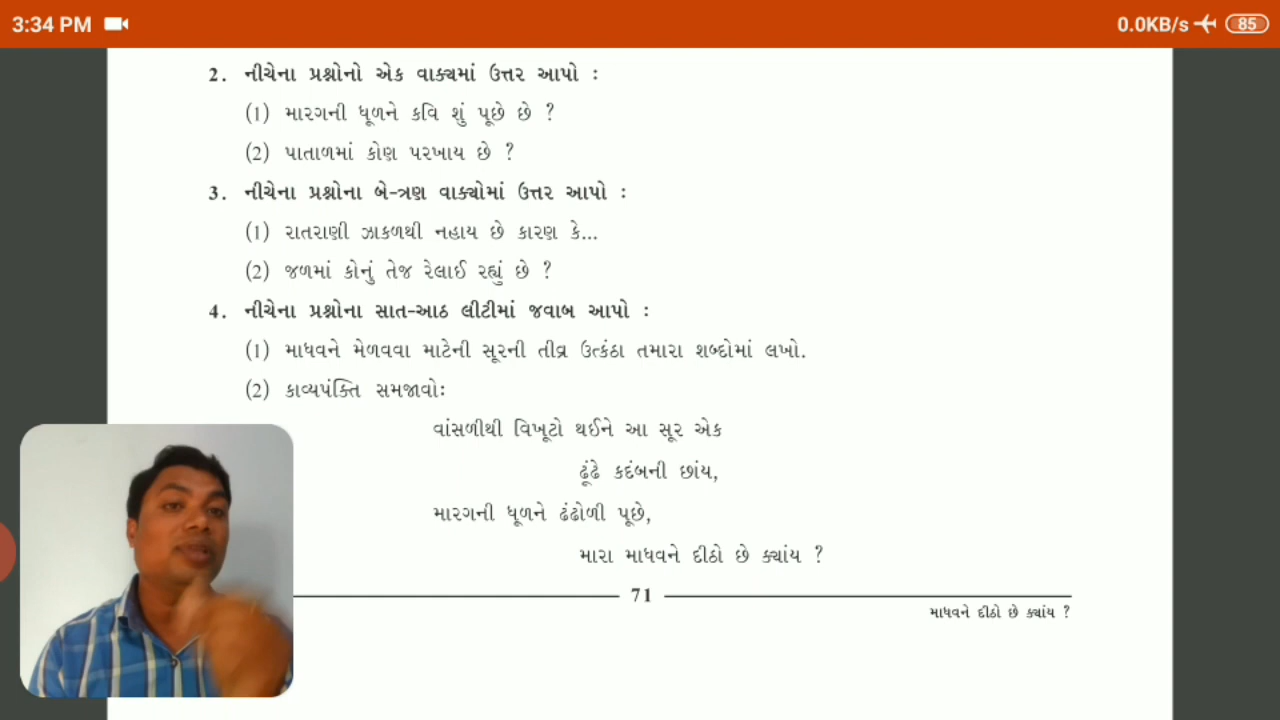 3:34 PM
0.0KB/s 85
2. નીચેના પ્રશ્નોનો એક વાક્યમાં ઉત્તર આપો :
(1) મારગની ધૂળને કવિ શું પૂછે છે ?
(2) પાતાળમાં કોણ પરખાય છે ?
3. નીચેના પ્રશ્નોના બે-ત્રણ વાક્યોમાં ઉત્તર આપો :
(1) રાતરાણી ઝાકળથી નહાય છે કારણ કે...
(2) જળમાં કોનું તેજ રેલાઈ રહ્યું છે ?
4. નીચેના પ્રશ્નોના સાત-આઠ લીટીમાં જવાબ આપો :
(1) માધવને મેળવવા માટેની સૂરની તીવ્ર ઉત્કંઠા તમારા શબ્દોમાં લખો.
(2) કાવ્યપંક્તિ સમજાવોઃ
વાંસળીથી વિખૂટો થઈને આ સૂર એક
ઢૂંઢે કદંબની છાંય,
મારગની ધૂળને ઢંઢોળી પૂછે,
મારા માધવને દીઠો છે ક્યાંય ?
71
માધવને દીઠો છે ક્યાંય ?